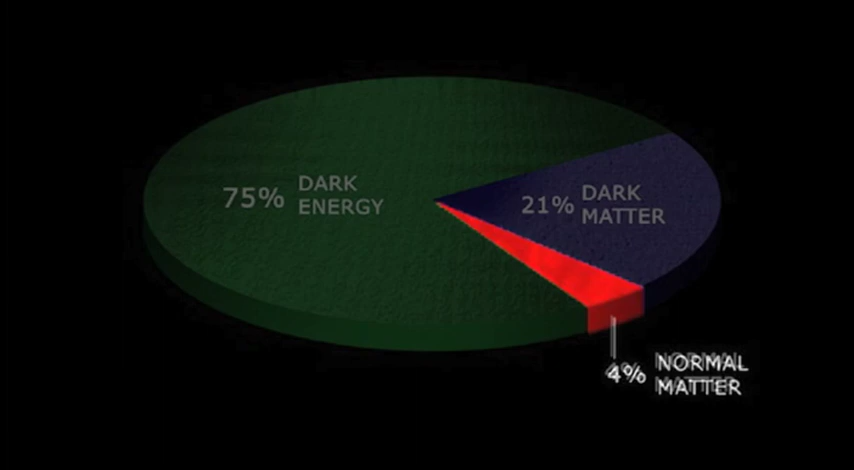 75% DARK
ENERGY
21% DARK
MATTER
4% NORMAL
MATTER